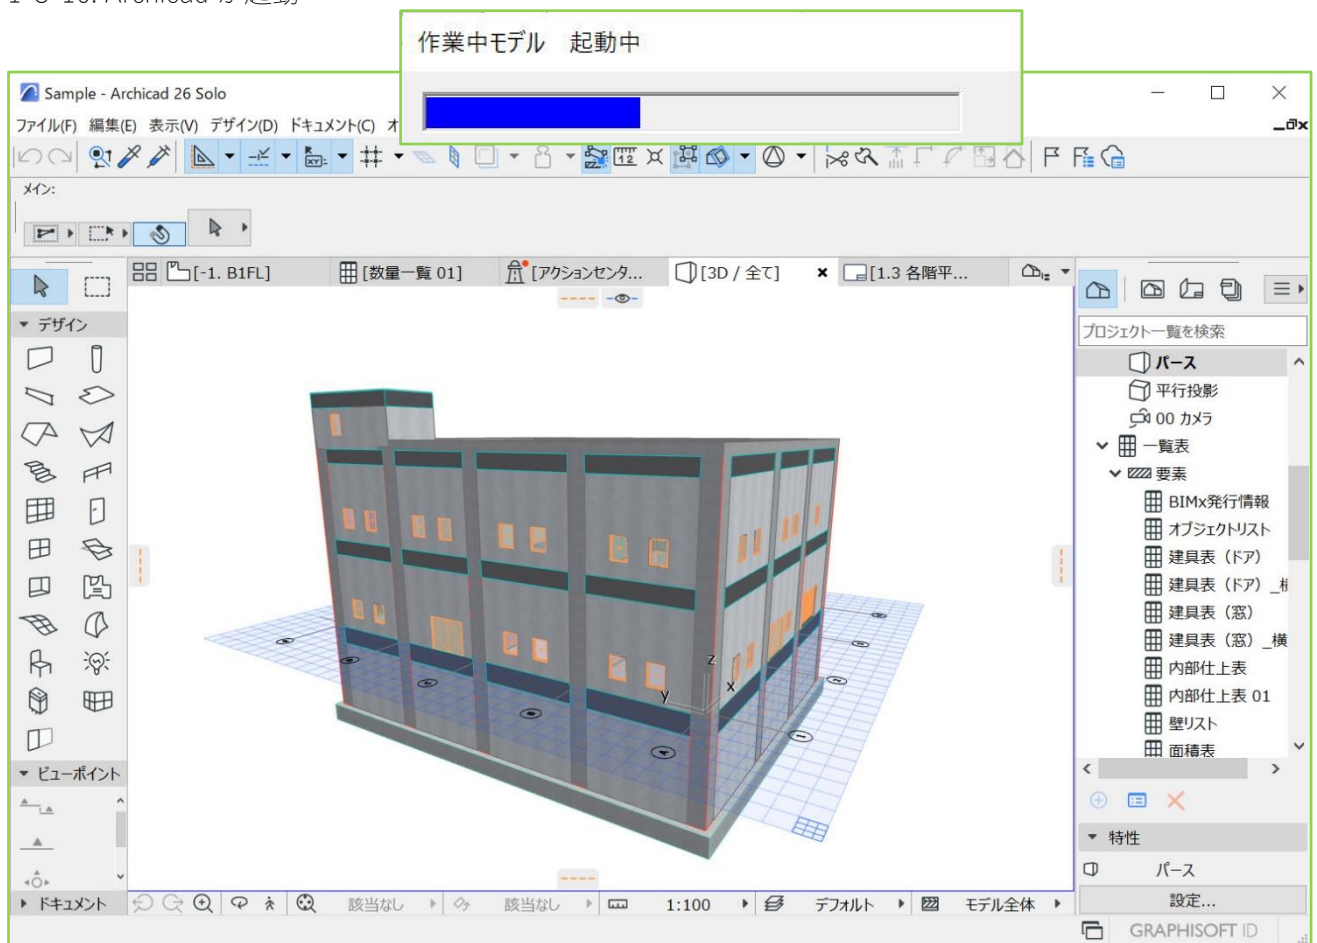 作業中モデル 起動中
Sample - Archicad 26 Solo
ファイル(F) 編集(E) 表示(V) デザイン(D) ドキュメント(C) オ
メイン:
[-1. B1FL] [数量一覧 01] [アクションセンタ... [3D / 全て] [1.3 各階平...
デザイン
プロジェクト一覧を検索
パース
平行投影
00 カメラ
一覧表
要素
BIMx発行情報
オブジェクトリスト
建具表（ドア）
建具表（ドア）_横
建具表（窓）
建具表（窓）_横
内部仕上表
内部仕上表 01
壁リスト
面積表
z
y x
ビューポイント
特性
パース
設定...
ドキュメント
該当なし 該当なし 1:100 デフォルト モデル全体
GRAPHISOFT ID